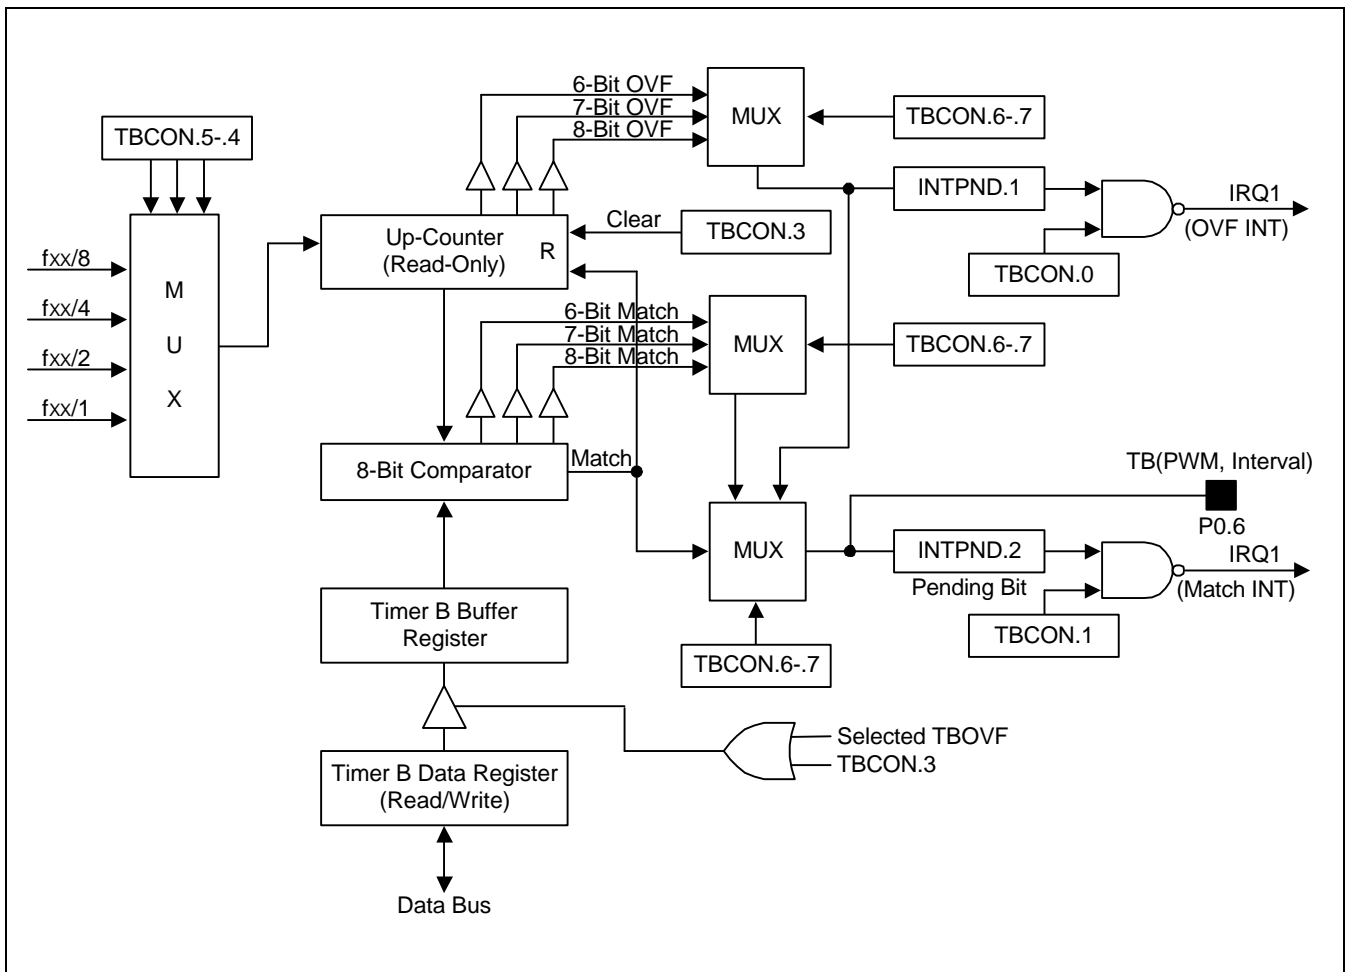 6-Bit OVF
7-Bit OVF
8-Bit OVF
MUX
TBCON.6-.7
TBCON.5-.4
INTPND.1
IRQ1
(OVF INT)
TBCON.0
Clear
TBCON.3
Up-Counter
(Read-Only)
R
fxx/8
fxx/4
fxx/2
fxx/1
M
U
X
6-Bit Match
7-Bit Match
8-Bit Match
MUX
TBCON.6-.7
8-Bit Comparator
Match
TB(PWM, Interval)
P0.6
MUX
INTPND.2
Pending Bit
IRQ1
(Match INT)
TBCON.1
TBCON.6-.7
Timer B Buffer
Register
Selected TBOVF
TBCON.3
Timer B Data Register
(Read/Write)
Data Bus